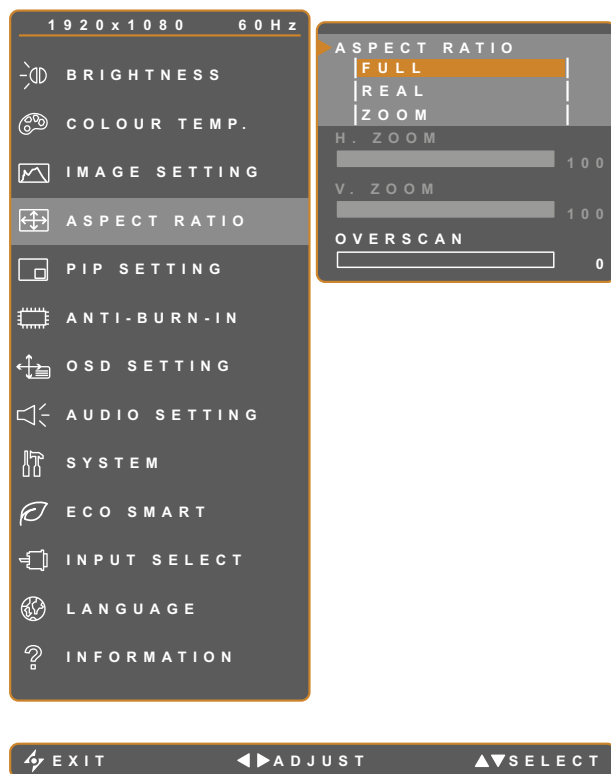 1920x1080 60Hz
BRIGHTNESS
COLOUR TEMP.
IMAGE SETTING
ASPECT RATIO
PIP SETTING
ANTI-BURN-IN
OSD SETTING
AUDIO SETTING
SYSTEM
ECO SMART
INPUT SELECT
LANGUAGE
INFORMATION
ASPECT RATIO
FULL
REAL
ZOOM
H. ZOOM
100
V. ZOOM
100
OVERSCAN
0
EXIT ADJUST SELECT